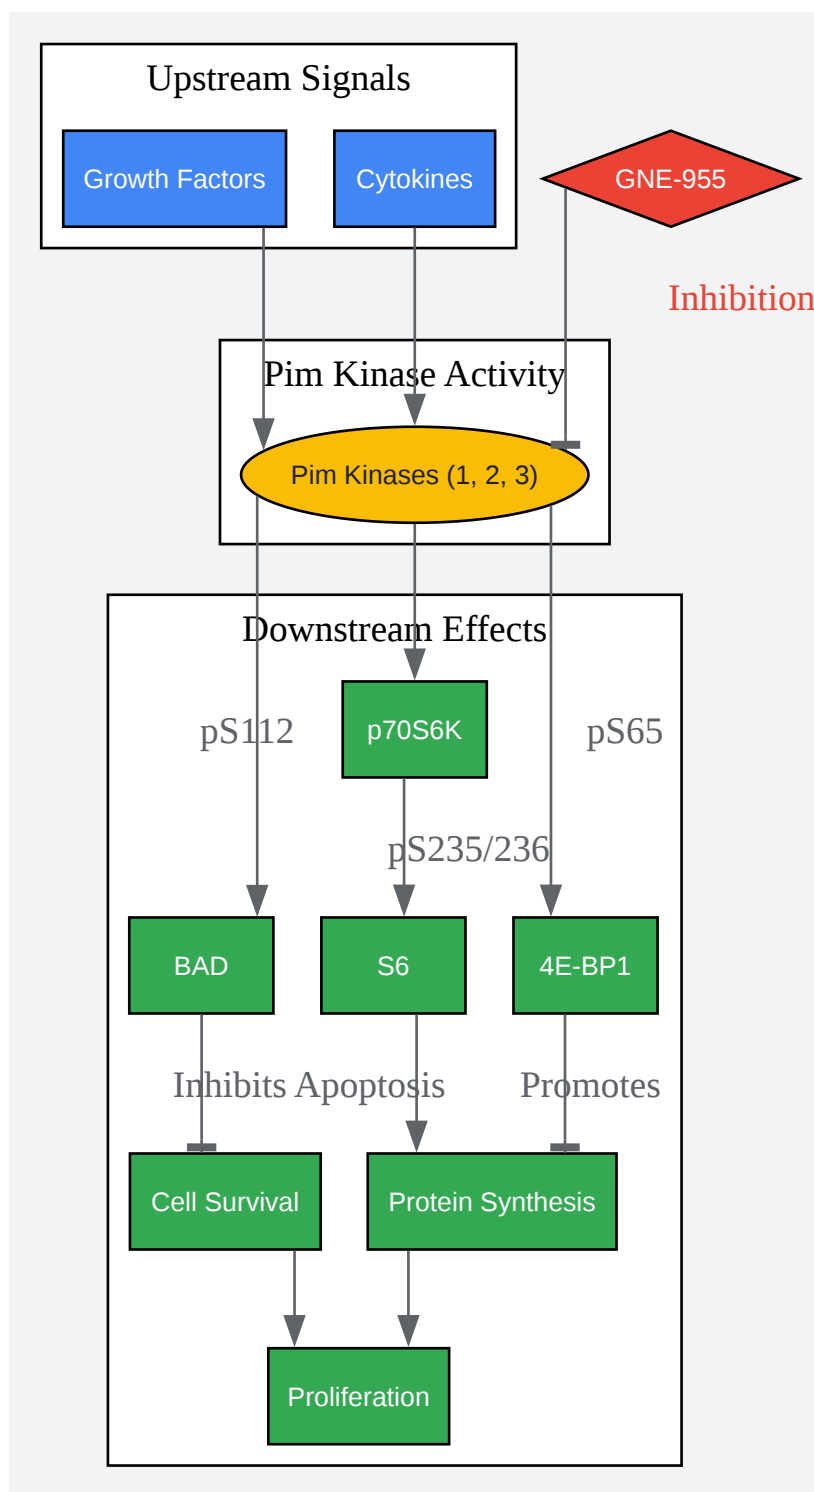 Upstream Signals
Growth Factors
Cytokines
GNE-955
Inhibition
Pim Kinase Activity
Pim Kinases (1, 2, 3)
Downstream Effects
pS112
p70S6K
pS65
pS235/236
BAD
S6
4E-BP1
Inhibits Apoptosis
Promotes
Cell Survival
Protein Synthesis
Proliferation